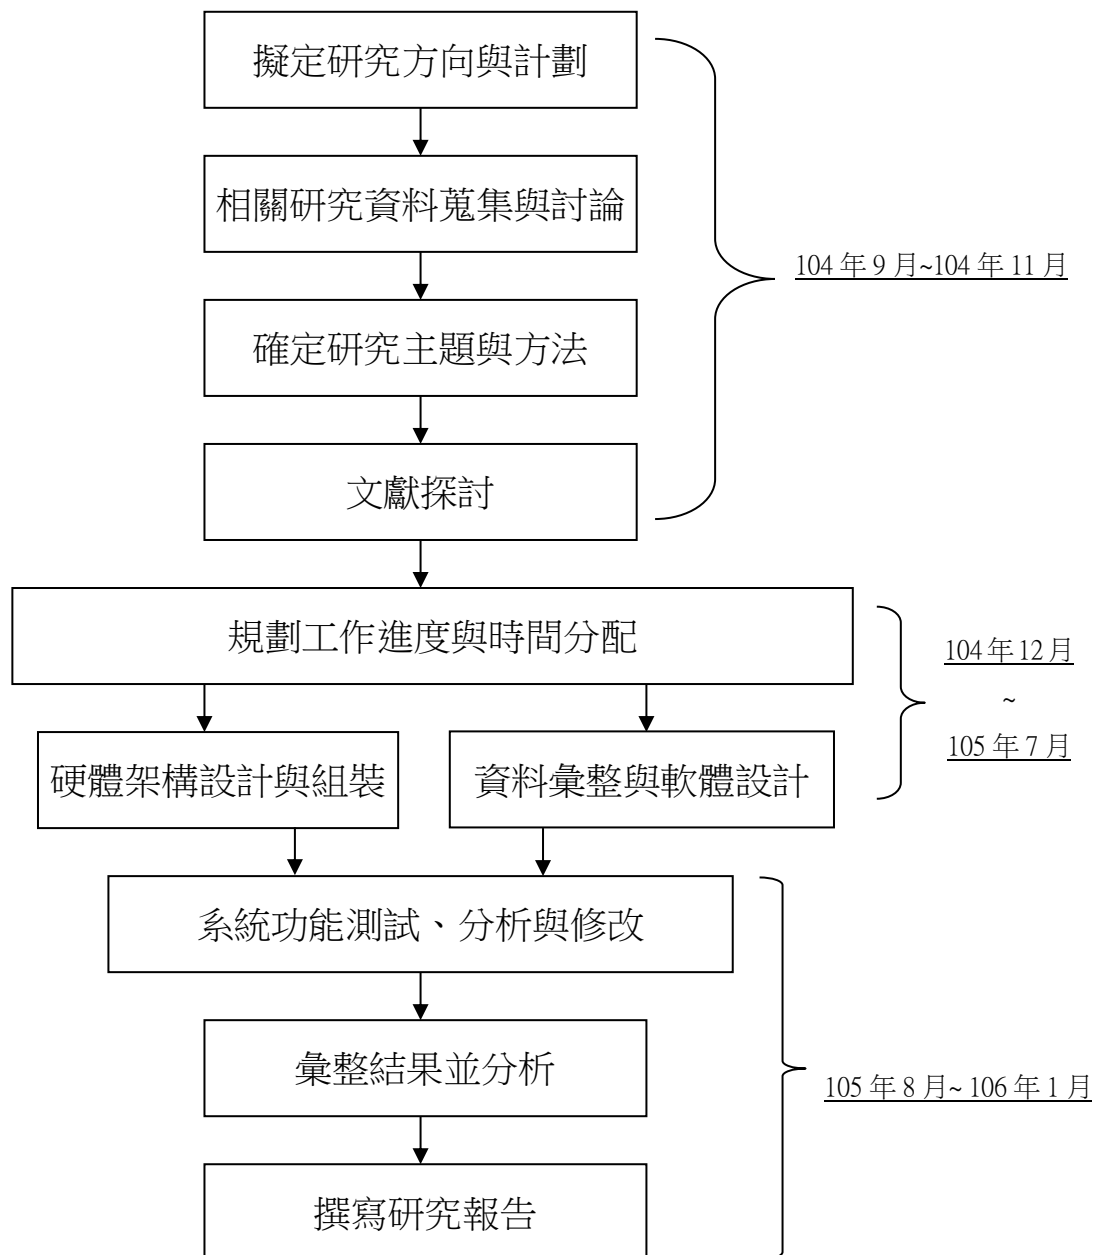 擬定研究方向與計劃
相關研究資料蒐集與討論
104 年 9 月~104 年 11 月
確定研究主題與方法
文獻探討
規劃工作進度與時間分配
104 年 12 月
~
105 年 7 月
硬體架構設計與組裝
資料彙整與軟體設計
系統功能測試、分析與修改
彙整結果並分析
105 年 8 月~ 106 年 1 月
撰寫研究報告